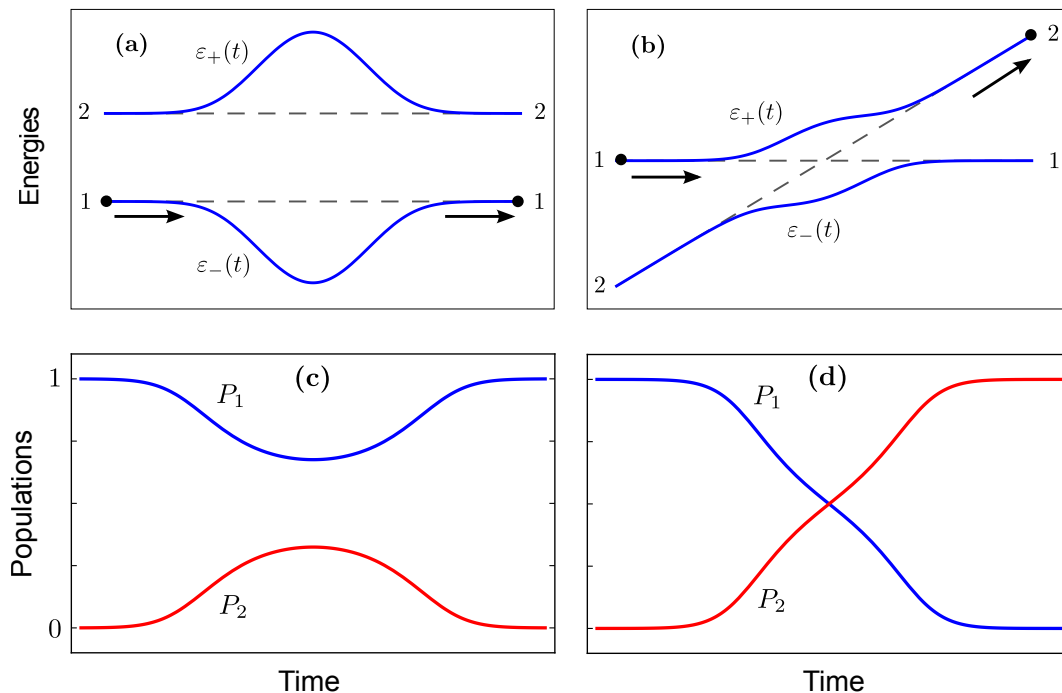 (a)
ε₊(t)
2
2
Energies
1
1
ε₋(t)
(b)
2
ε₊(t)
1
1
ε₋(t)
2
1
P₁
(c)
Populations
P₂
0
Time
P₁
(d)
P₂
Time